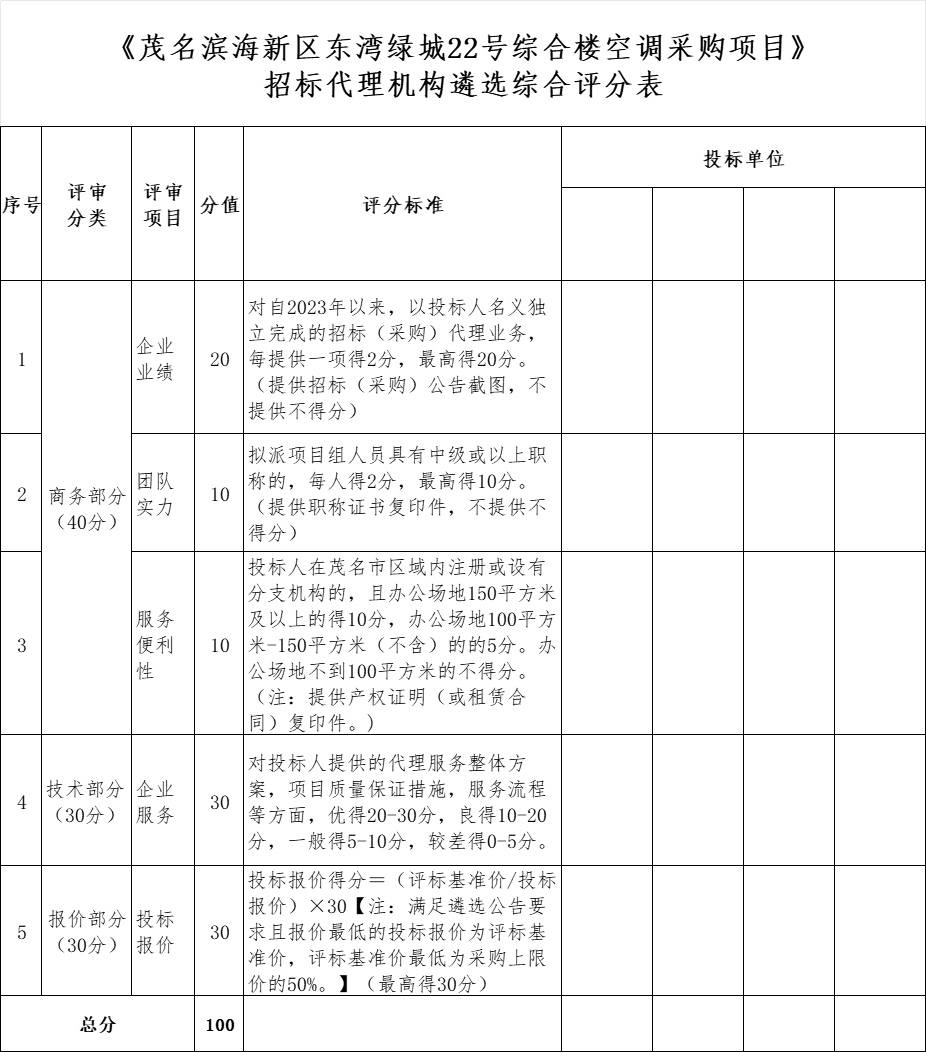 《茂名滨海新区东湾绿城22号综合楼空调采购项目》
招标代理机构遴选综合评分表
序号
评审
分类
评审
项目
分值
评分标准
投标单位
1
商务部分
（40分）
企业
业绩
20
对自2023年以来，以投标人名义独
立完成的招标（采购）代理业务，
每提供一项得2分，最高得20分。
（提供招标（采购）公告截图，不
提供不得分）
2
团队
实力
10
拟派项目组人员具有中级或以上职
称的，每人得2分，最高得10分。
（提供职称证书复印件，不提供不
得分）
3
服务
便利
性
10
投标人在茂名市区域内注册或设有
分支机构的，且办公场地150平方米
及以上的得10分，办公场地100平方
米-150平方米（不含）的的5分。办
公场地不到100平方米的不得分。
（注：提供产权证明（或租赁合
同）复印件。)
4
技术部分
（30分）
企业
服务
30
对投标人提供的代理服务整体方
案，项目质量保证措施，服务流程
等方面，优得20-30分，良得10-20
分，一般得5-10分，较差得0-5分。
5
报价部分
（30分）
投标
报价
30
投标报价得分＝（评标基准价/投标
报价）×30【注：满足遴选公告要
求且报价最低的投标报价为评标基
准价，评标基准价最低为采购上限
价的50%。】（最高得30分）
总分
100